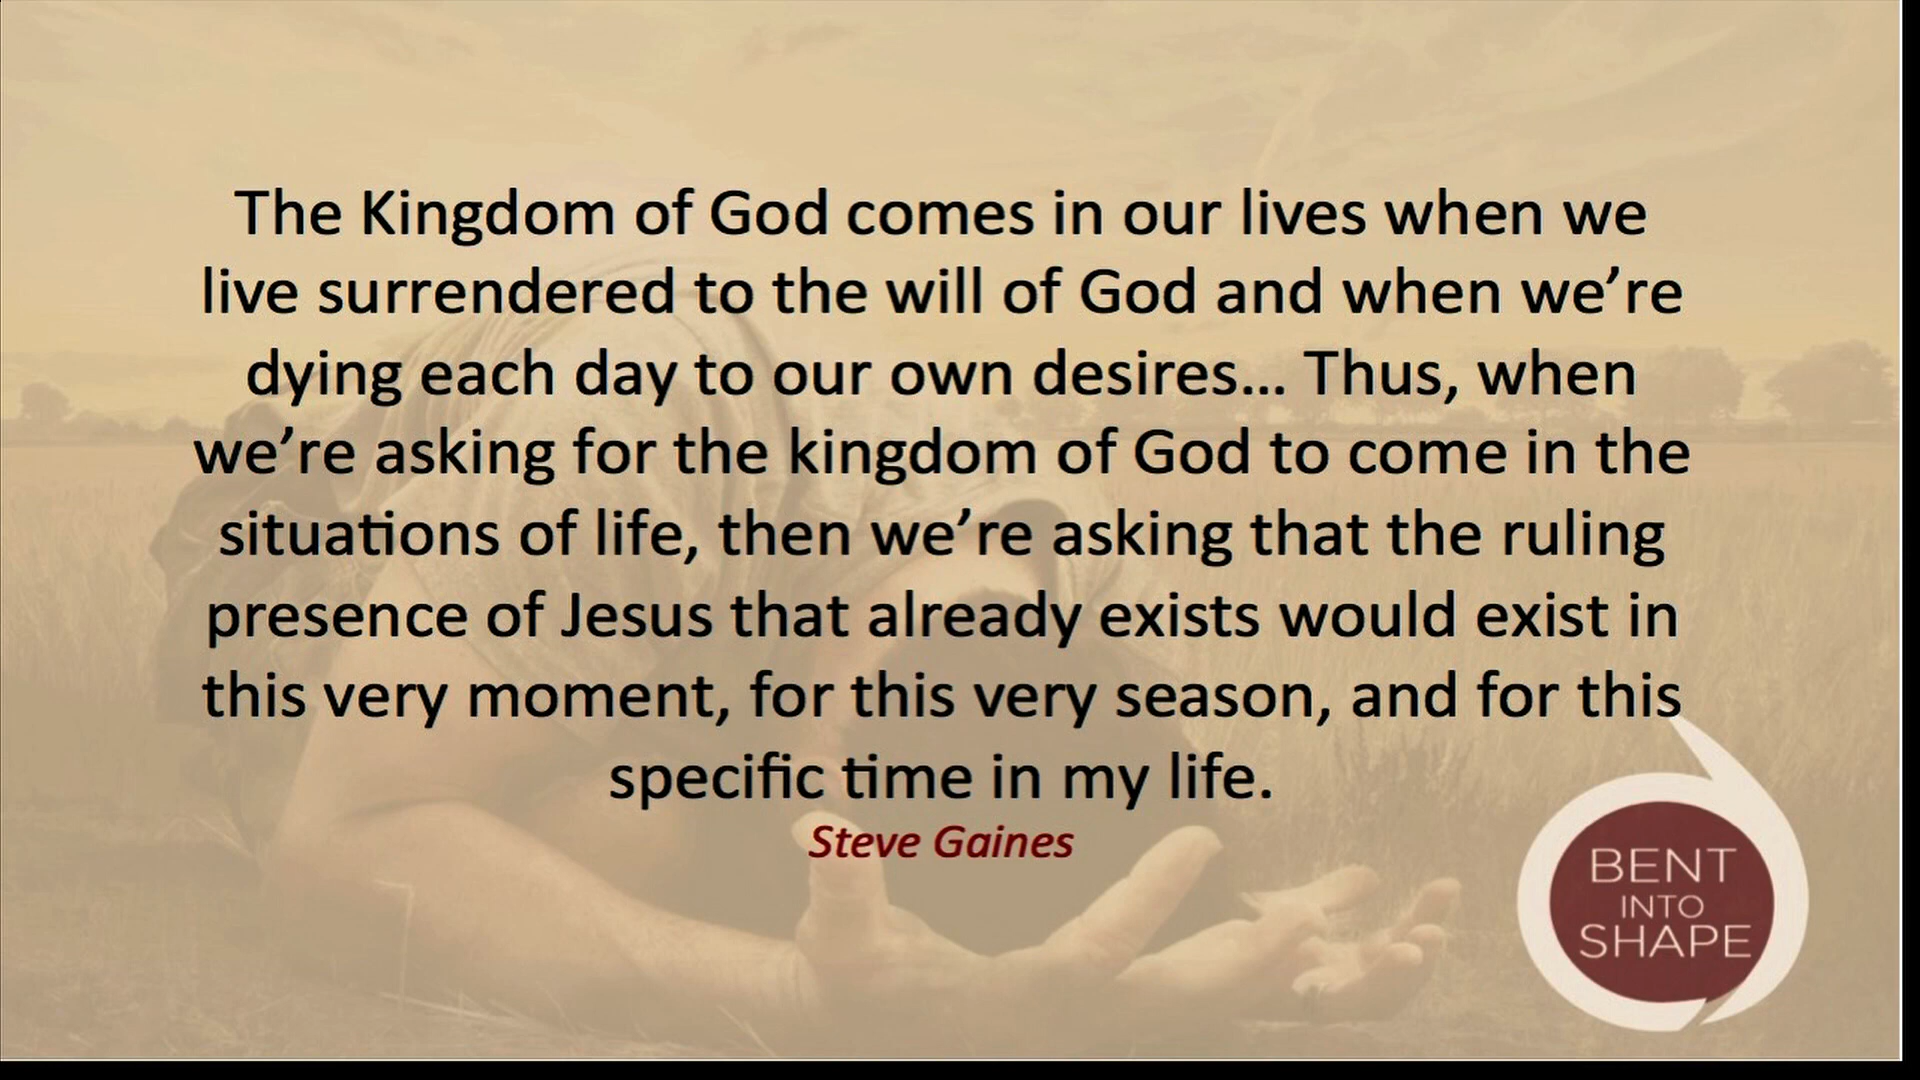 The Kingdom of God comes in our lives when we
live surrendered to the will of God and when we’re
dying each day to our own desires... Thus, when
we’re asking for the kingdom of God to come in the
situations of life, then we’re asking that the ruling
presence of Jesus that already exists would exist in
this very moment, for this very season, and for this
specific time in my life.
Steve Gaines
BENT
INTO
SHAPE